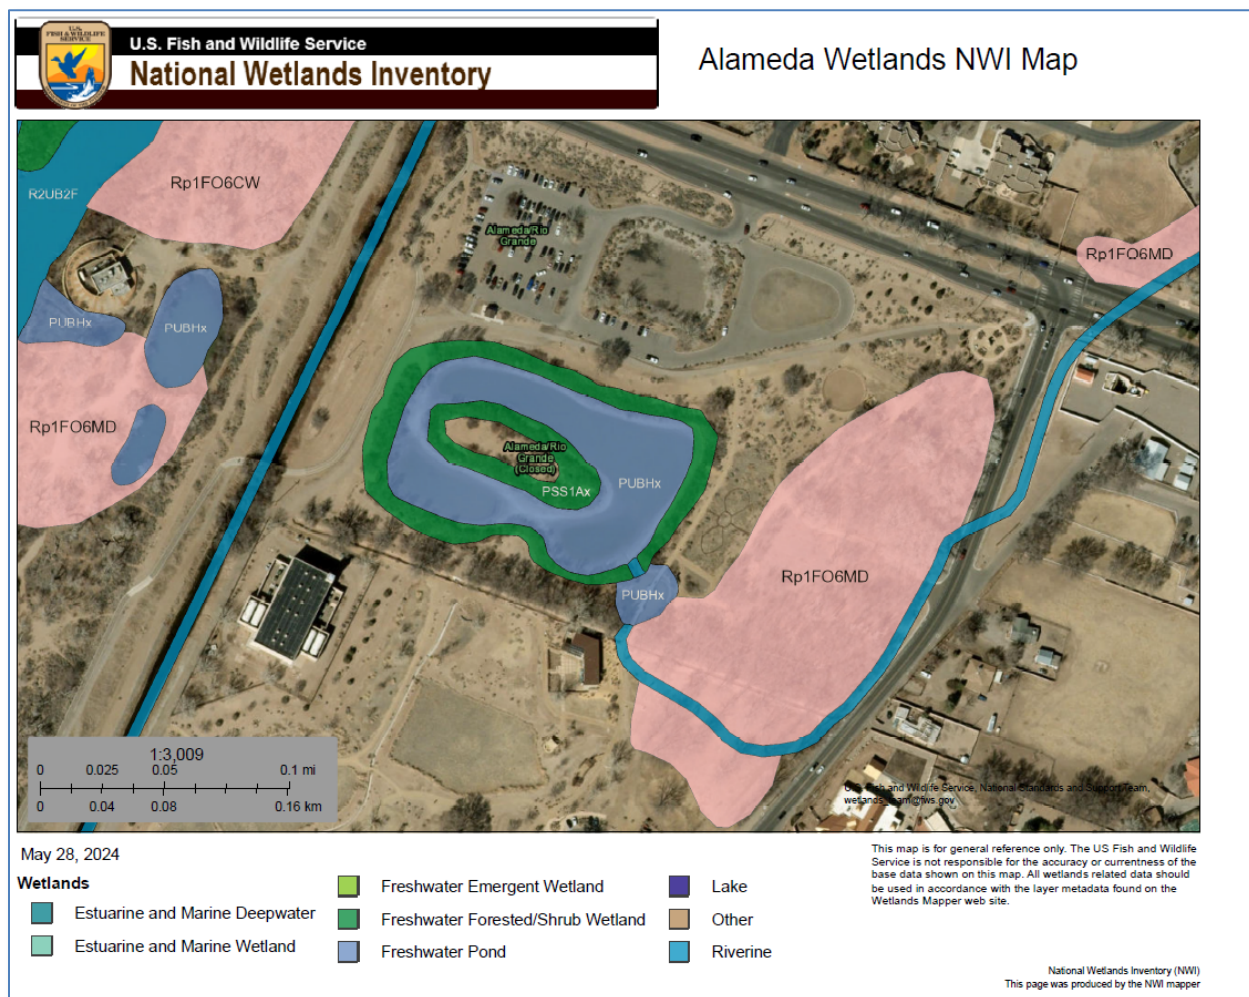 U.S.
FISH & WILDLIFE
SERVICE
U.S. Fish and Wildlife Service
National Wetlands Inventory
Alameda Wetlands NWI Map
Rp1FO6CW
R2UB2F
Alameda/Rio
Grande
Rp1FO6MD
PUBHx
PUBHx
Rp1FO6MD
Alameda/Rio
Grande
(Closed)
PSS1Ax
PUBHx
Rp1FO6MD
PUBHx
1:3,009
0 0.025 0.05 0.1 mi
0 0.04 0.08 0.16 km
U.S. Fish and Wildlife Service, National Standards and Support Team,
wetlands_team@fws.gov
May 28, 2024
This map is for general reference only. The US Fish and Wildlife
Service is not responsible for the accuracy or currentness of the
base data shown on this map. All wetlands related data should
be used in accordance with the layer metadata found on the
Wetlands Mapper web site.
Wetlands
Estuarine and Marine Deepwater
Estuarine and Marine Wetland
Freshwater Emergent Wetland
Freshwater Forested/Shrub Wetland
Freshwater Pond
Lake
Other
Riverine
National Wetlands Inventory (NWI)
This page was produced by the NWI mapper